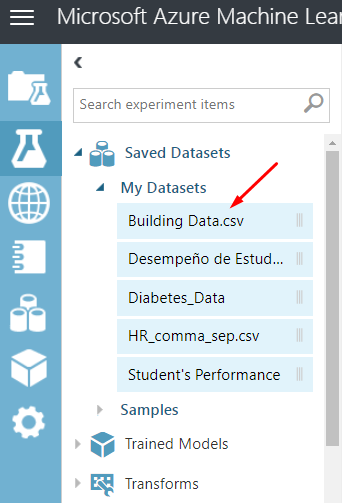 Microsoft Azure Machine Lea
Search experiment items
Saved Datasets
My Datasets
Building Data.csv
Desempeño de Estud...
Diabetes_Data
HR_comma_sep.csv
Student's Performance
Samples
Trained Models
Transforms